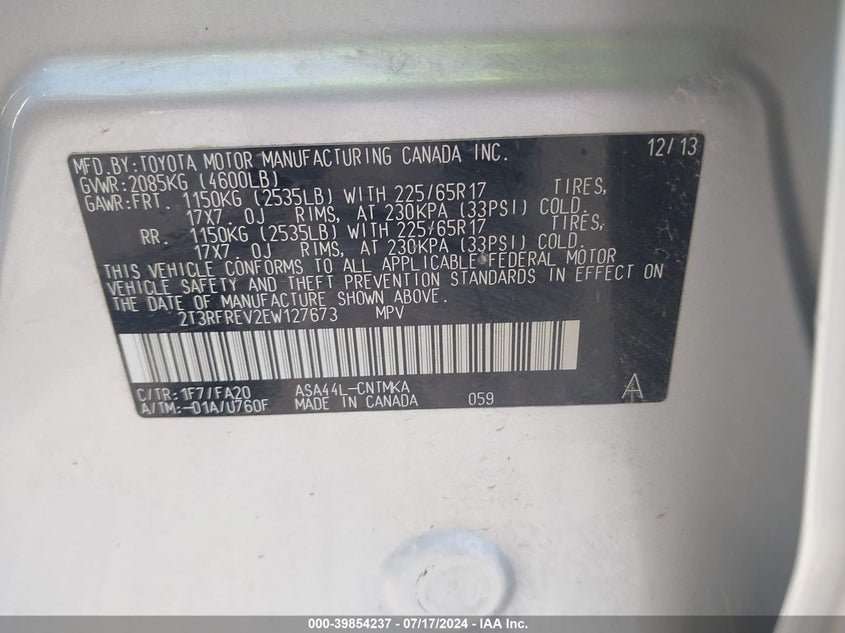 MFD.BY:TOYOTA MOTOR MANUFACTURING CANADA INC. 12/13
GVWR:2085KG (4600LB)
GAWR:FRT. 1150KG (2535LB) WITH 225/65R17 TIRES,
17X7.0J RIMS, AT 230KPA (33PSI) COLD.
RR. 1150KG (2535LB) WITH 225/65R17 TIRES,
17X7.0J RIMS, AT 230KPA (33PSI) COLD.
THIS VEHICLE CONFORMS TO ALL APPLICABLE FEDERAL MOTOR
VEHICLE SAFETY AND THEFT PREVENTION STANDARDS IN EFFECT ON
THE DATE OF MANUFACTURE SHOWN ABOVE.
2T3RFREV2EW127673 MPV
C/TR:1F7/FA20 ASA44L-CNTMKA
A/TM:-01A/U760F MADE IN CANADA 059 A
000-39854237 - 07/17/2024 - IAA Inc.